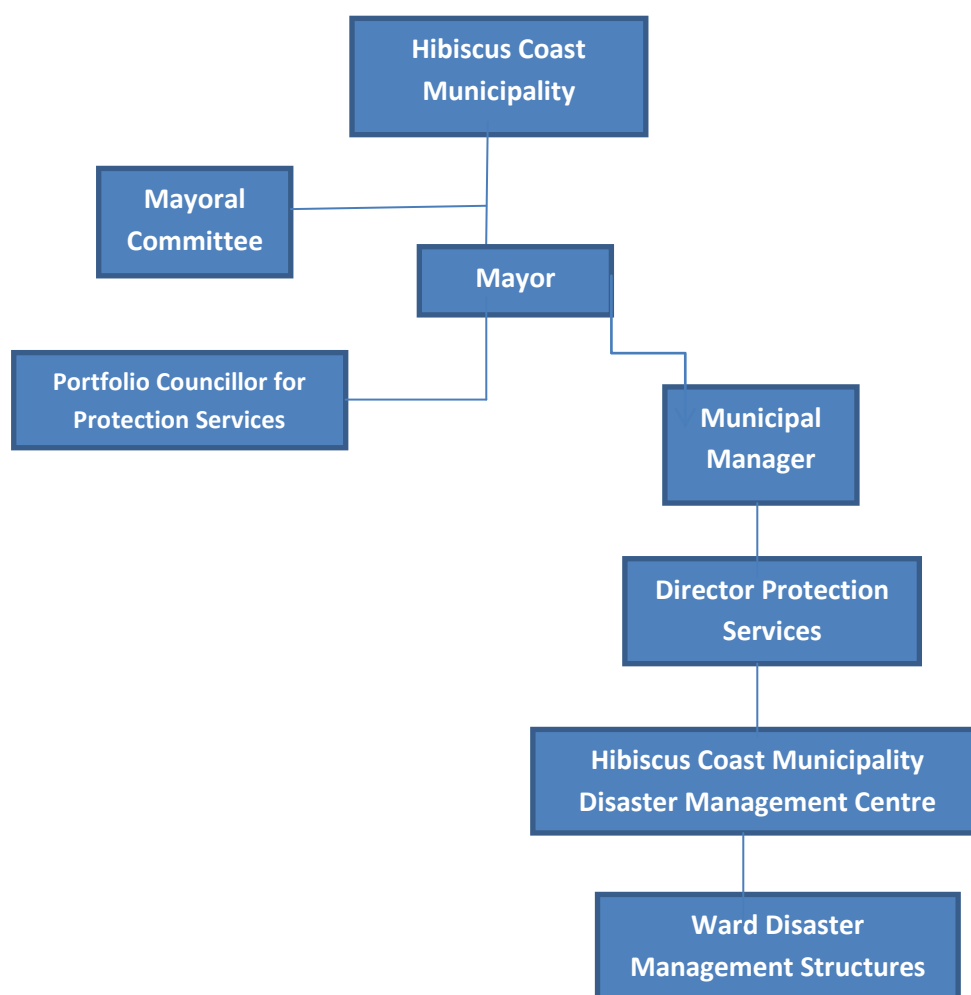 Hibiscus Coast
Municipality
Mayoral
Committee
Mayor
Portfolio Councillor for
Protection Services
Municipal
Manager
Director Protection
Services
Hibiscus Coast Municipality
Disaster Management Centre
Ward Disaster
Management Structures